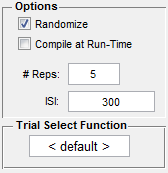 Options
Randomize
Compile at Run-Time
# Reps: 5
ISI: 300
Trial Select Function
< default >